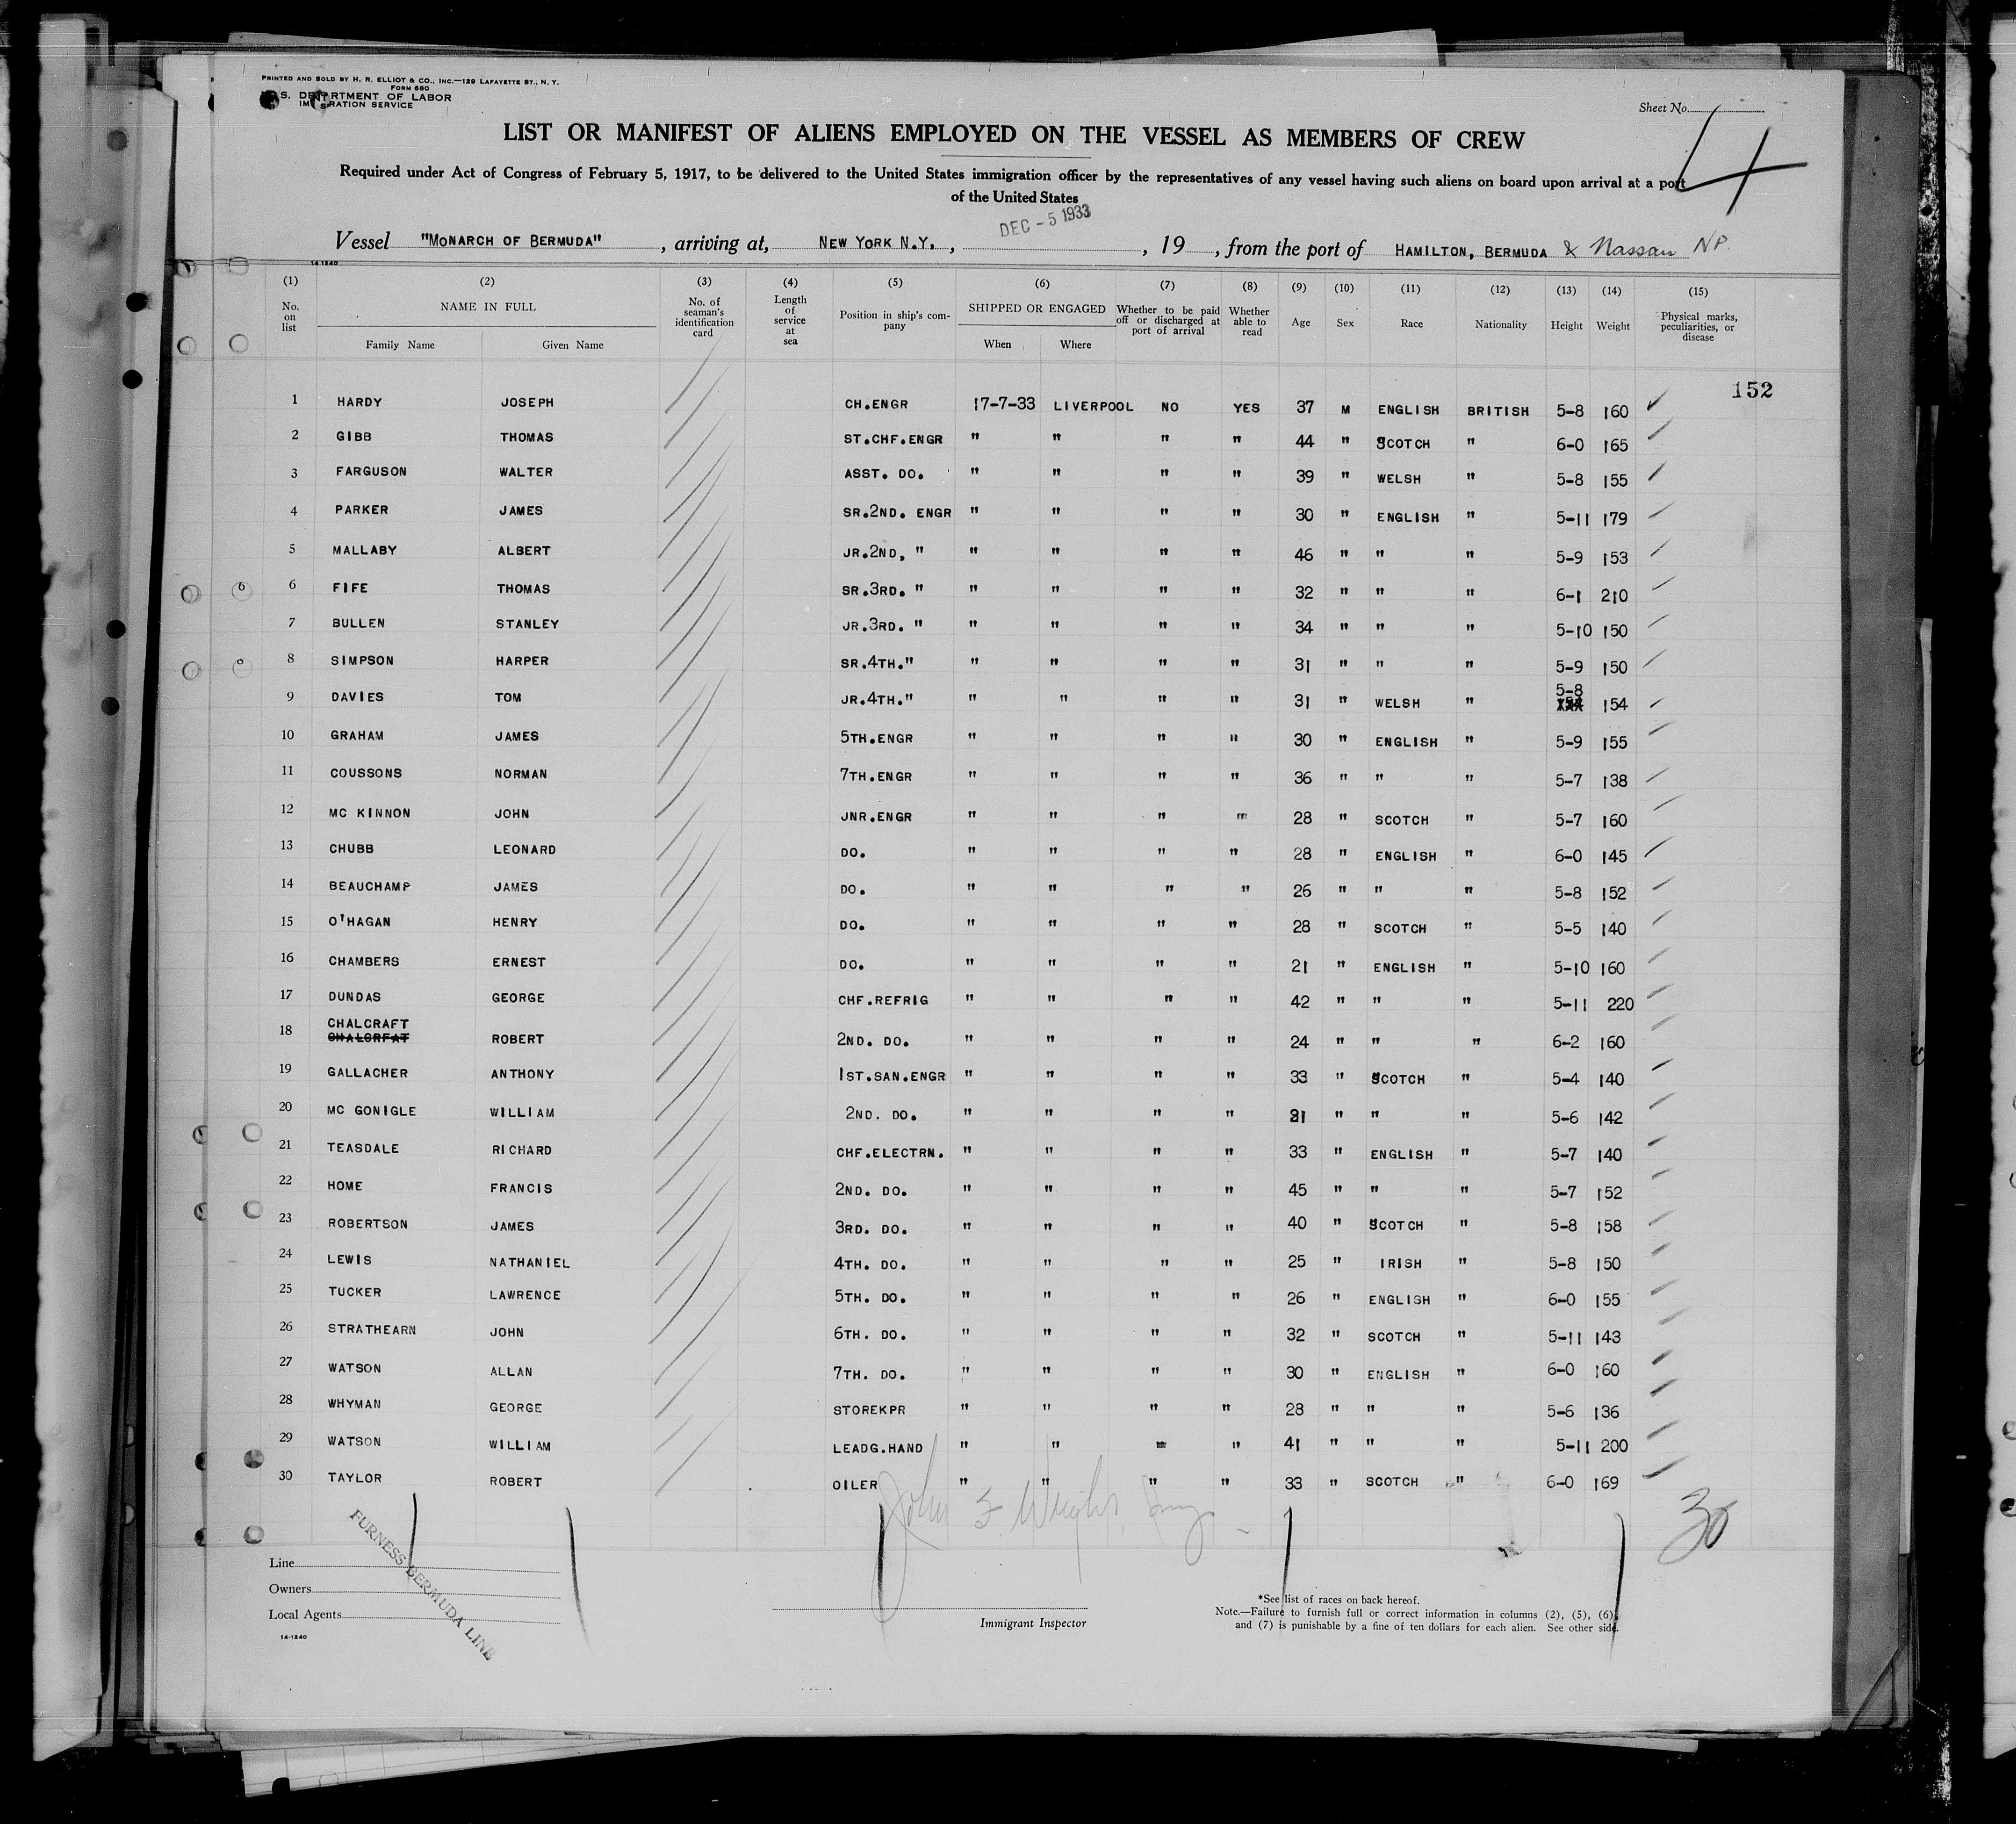 PRINTED AND SOLD BY H. R. ELLIOT & CO., INC.—129 LAFAYETTE ST., N. Y.
FORM 680
U.S. DEPARTMENT OF LABOR
IMMIGRATION SERVICE
Sheet No. 4
LIST OR MANIFEST OF ALIENS EMPLOYED ON THE VESSEL AS MEMBERS OF CREW
Required under Act of Congress of February 5, 1917, to be delivered to the United States immigration officer by the representatives of any vessel having such aliens on board upon arrival at a port
of the United States
DEC - 5 1933
Vessel "MONARCH OF BERMUDA", arriving at, NEW YORK N.Y., , 19 , from the port of HAMILTON, BERMUDA & Nassau NP.
14-1240
(1) (2) (3) (4) (5) (6) (7) (8) (9) (10) (11) (12) (13) (14) (15)
No. on list NAME IN FULL Family Name Given Name No. of seaman's identification card Length of service at sea Position in ship's company SHIPPED OR ENGAGED When Where Whether to be paid off or discharged at port of arrival Whether able to read Age Sex Race Nationality Height Weight Physical marks, peculiarities, or disease
152
1 HARDY JOSEPH CH.ENGR 17-7-33 LIVERPOOL NO YES 37 M ENGLISH BRITISH 5-8 160
2 GIBB THOMAS ST.CHF.ENGR " " " " 44 " SCOTCH " 6-0 165
3 FARGUSON WALTER ASST. DO. " " " " 39 " WELSH " 5-8 155
4 PARKER JAMES SR.2ND. ENGR " " " " 30 " ENGLISH " 5-11 179
5 MALLABY ALBERT JR.2ND, " " " " " 46 " " " 5-9 153
6 FIFE THOMAS SR.3RD. " " " " " 32 " " " 6-1 210
7 BULLEN STANLEY JR.3RD. " " " " " 34 " " " 5-10 150
8 SIMPSON HARPER SR.4TH." " " " " 31 " " " 5-9 150
9 DAVIES TOM JR.4TH." " " " " 31 " WELSH " 5-8 154
10 GRAHAM JAMES 5TH.ENGR " " " " 30 " ENGLISH " 5-9 155
11 COUSSONS NORMAN 7TH.ENGR " " " " 36 " " " 5-7 138
12 MC KINNON JOHN JNR.ENGR " " " " 28 " SCOTCH " 5-7 160
13 CHUBB LEONARD DO. " " " " 28 " ENGLISH " 6-0 145
14 BEAUCHAMP JAMES DO. " " " " 26 " " " 5-8 152
15 O'HAGAN HENRY DO. " " " " 28 " SCOTCH " 5-5 140
16 CHAMBERS ERNEST DO. " " " " 21 " ENGLISH " 5-10 160
17 DUNDAS GEORGE CHF.REFRIG " " " " 42 " " " 5-11 220
18 CHALCRAFT CHALCREAT ROBERT 2ND. DO. " " " " 24 " " " 6-2 160
19 GALLACHER ANTHONY 1ST.SAN.ENGR " " " " 33 " SCOTCH " 5-4 140
20 MC GONIGLE WILLIAM 2ND. DO. " " " " 21 " " " 5-6 142
21 TEASDALE RICHARD CHF.ELECTRN. " " " " 33 " ENGLISH " 5-7 140
22 HOME FRANCIS 2ND. DO. " " " " 45 " " " 5-7 152
23 ROBERTSON JAMES 3RD. DO. " " " " 40 " SCOTCH " 5-8 158
24 LEWIS NATHANIEL 4TH. DO. " " " " 25 " IRISH " 5-8 150
25 TUCKER LAWRENCE 5TH. DO. " " " " 26 " ENGLISH " 6-0 155
26 STRATHEARN JOHN 6TH. DO. " " " " 32 " SCOTCH " 5-11 143
27 WATSON ALLAN 7TH. DO. " " " " 30 " ENGLISH " 6-0 160
28 WHYMAN GEORGE STOREKPR " " " " 28 " " " 5-6 136
29 WATSON WILLIAM LEADG.HAND " " " " 41 " " " 5-11 200
30 TAYLOR ROBERT OILER " " " " 33 " SCOTCH " 6-0 169
John F. Wright
30
FURNESS BERMUDA LINE
Line
Owners
Local Agents
14-1240
Immigrant Inspector
*See list of races on back hereof.
Note.—Failure to furnish full or correct information in columns (2), (5), (6),
and (7) is punishable by a fine of ten dollars for each alien. See other side.